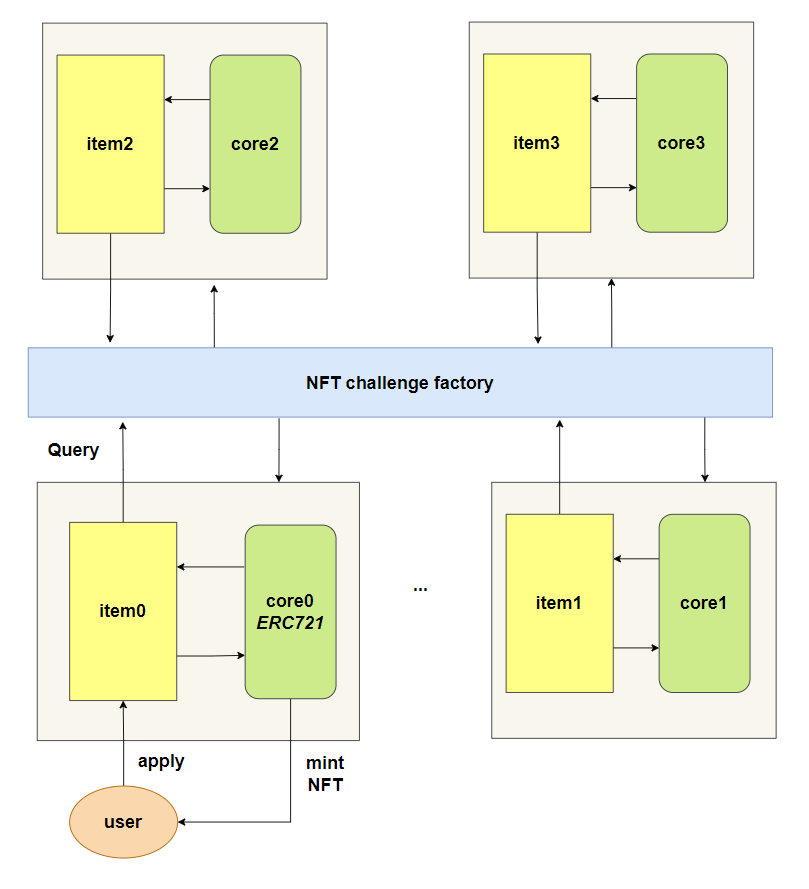 item2
core2
item3
core3
NFT challenge factory
Query
item0
core0
ERC721
...
item1
core1
apply
mint
NFT
user